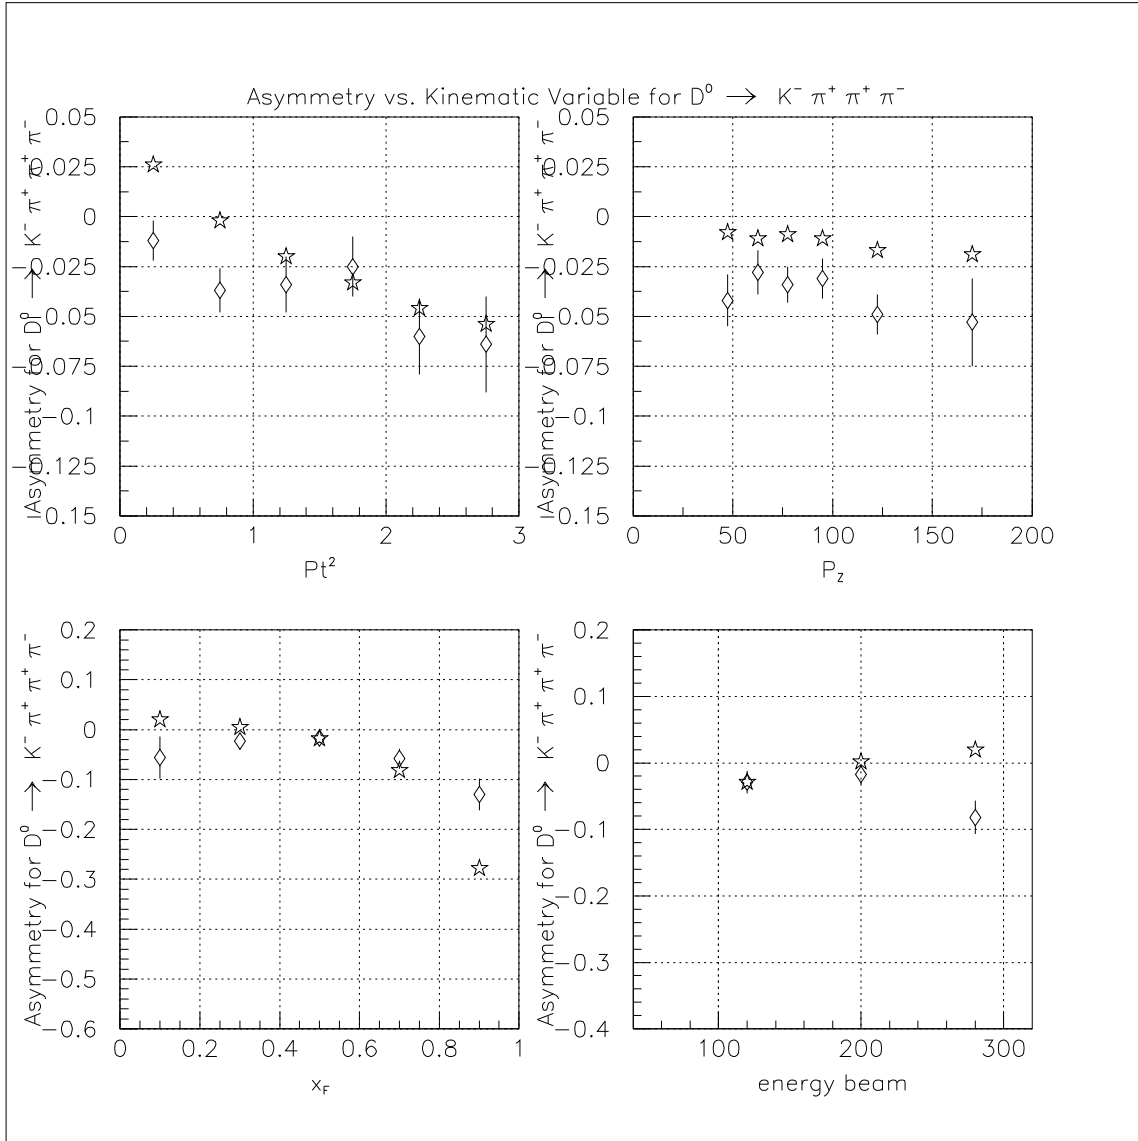 Asymmetry vs. Kinematic Variable for D⁰ → K⁻ π⁺ π⁺ π⁻
Asymmetry for D⁰ → K⁻ π⁺ π⁺ π⁻
0.05
0.025
0
−0.025
−0.05
−0.075
−0.1
−0.125
−0.15
0 1 2 3
Pt²
Asymmetry for D⁰ → K⁻ π⁺ π⁺ π⁻
0.05
0.025
0
−0.025
−0.05
−0.075
−0.1
−0.125
−0.15
0 50 100 150 200
P_Z
Asymmetry for D⁰ → K⁻ π⁺ π⁺ π⁻
0.2
0.1
0
−0.1
−0.2
−0.3
−0.4
−0.5
−0.6
0 0.2 0.4 0.6 0.8 1
x_F
Asymmetry for D⁰ → K⁻ π⁺ π⁺ π⁻
0.2
0.1
0
−0.1
−0.2
−0.3
−0.4
100 200 300
energy beam